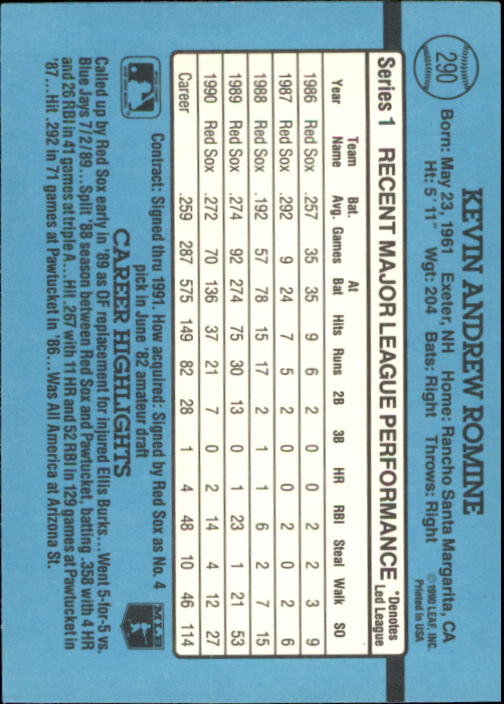 290
KEVIN ANDREW ROMINE
Born: May 23, 1961 Exeter, NH Home: Rancho Santa Margarita, CA
Ht: 5' 11" Wgt: 204 Bats: Right Throws: Right
© 1990 LEAF, INC.
Printed in USA
Series 1 RECENT MAJOR LEAGUE PERFORMANCE *Denotes Led League
Year Team Name Bat. Avg. Games At Bat Hits Runs 2B 3B HR RBI Steal Walk SO
1986 Red Sox .257 35 35 9 6 2 0 0 2 2 3 9
1987 Red Sox .292 9 24 7 5 2 0 0 2 0 2 6
1988 Red Sox .192 57 78 15 17 2 1 1 6 2 7 15
1989 Red Sox .274 92 274 75 30 13 0 1 23 1 21 53
1990 Red Sox .272 70 136 37 21 7 0 2 14 4 12 27
Career .259 287 575 149 82 28 1 4 48 10 46 114
Contract: Signed thru 1991. How acquired: Signed by Red Sox as No. 4
pick in June '82 amateur draft
MLB
CAREER HIGHLIGHTS
Called up by Red Sox early in '89 as OF replacement for injured Ellis Burks... Went 5-for-5 vs.
Blue Jays 7/2/89... Split '88 season between Red Sox and Pawtucket, batting .358 with 4 HR
and 26 RBI in 41 games at triple A... Hit .267 with 11 HR and 52 RBI in 129 games at Pawtucket in
'87... Hit .292 in 71 games at Pawtucket in '86... Was All America at Arizona St.